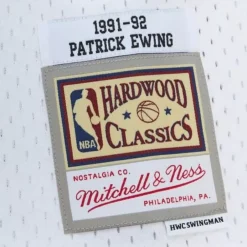 1991-92
PATRICK EWING
HARDWOOD
CLASSICS
NBA
NOSTALGIA CO.
Mitchell & Ness
PHILADELPHIA, PA.
HWCSWINGMAN